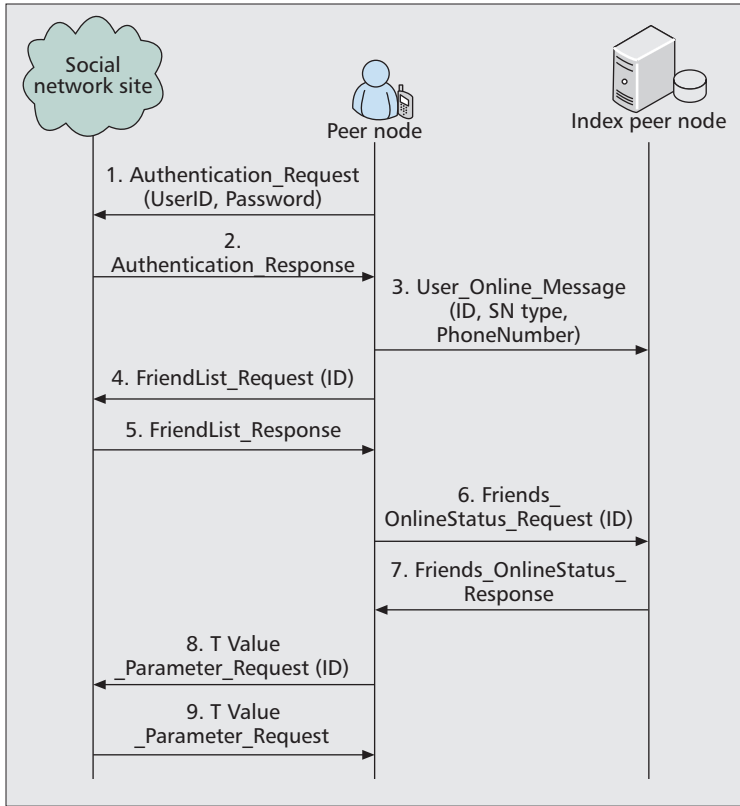 Social
network site
Peer node
Index peer node
1. Authentication_Request
(UserID, Password)
2.
Authentication_Response
3. User_Online_Message
(ID, SN type,
PhoneNumber)
4. FriendList_Request (ID)
5. FriendList_Response
6. Friends_
OnlineStatus_Request (ID)
7. Friends_OnlineStatus_
Response
8. T Value
_Parameter_Request (ID)
9. T Value
_Parameter_Request